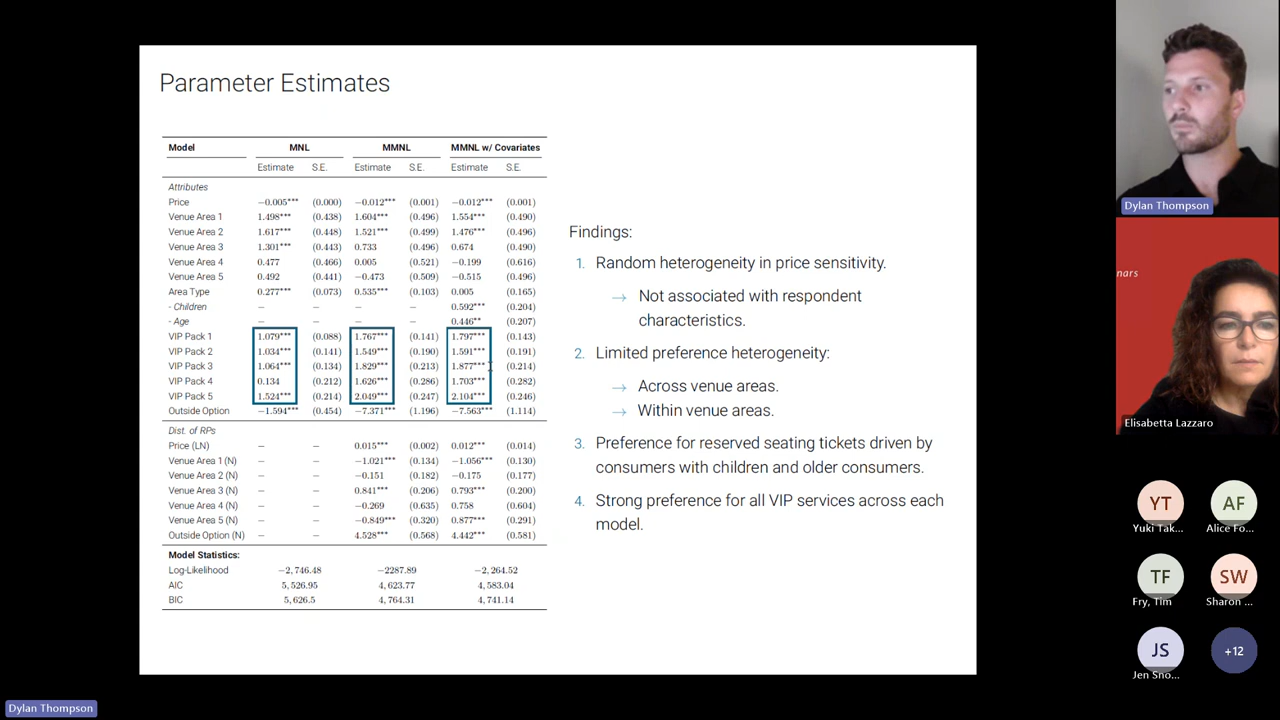 Parameter Estimates
Model MNL MMNL MMNL w/ Covariates
Estimate S.E. Estimate S.E. Estimate S.E.
Attributes
Price −0.005*** (0.000) −0.012*** (0.001) −0.012*** (0.001)
Venue Area 1 1.498*** (0.438) 1.604*** (0.496) 1.554*** (0.490)
Venue Area 2 1.617*** (0.448) 1.521*** (0.499) 1.476*** (0.496)
Venue Area 3 1.301*** (0.443) 0.733 (0.496) 0.674 (0.490)
Venue Area 4 0.477 (0.466) 0.005 (0.521) −0.199 (0.616)
Venue Area 5 0.492 (0.441) −0.473 (0.509) −0.515 (0.496)
Area Type 0.277*** (0.073) 0.535*** (0.103) 0.005 (0.165)
- Children – – – – 0.592*** (0.204)
- Age – – – – 0.446** (0.207)
VIP Pack 1 1.079*** (0.088) 1.767*** (0.141) 1.797*** (0.143)
VIP Pack 2 1.034*** (0.141) 1.549*** (0.190) 1.591*** (0.191)
VIP Pack 3 1.064*** (0.134) 1.829*** (0.213) 1.877*** (0.214)
VIP Pack 4 0.134 (0.212) 1.626*** (0.286) 1.703*** (0.282)
VIP Pack 5 1.524*** (0.214) 2.049*** (0.247) 2.104*** (0.246)
Outside Option −1.594*** (0.454) −7.371*** (1.196) −7.563*** (1.114)
Dist. of RPs
Price (LN) – – 0.015*** (0.002) 0.012*** (0.014)
Venue Area 1 (N) – – −1.021*** (0.134) −1.056*** (0.130)
Venue Area 2 (N) – – −0.151 (0.182) −0.175 (0.177)
Venue Area 3 (N) – – 0.841*** (0.206) 0.793*** (0.200)
Venue Area 4 (N) – – −0.269 (0.635) 0.758 (0.604)
Venue Area 5 (N) – – −0.849*** (0.320) 0.877*** (0.291)
Outside Option (N) – – 4.528*** (0.568) 4.442*** (0.581)
Model Statistics:
Log-Likelihood −2,746.48 −2287.89 −2,264.52
AIC 5,526.95 4,623.77 4,583.04
BIC 5,626.5 4,764.31 4,741.14
Findings:
1. Random heterogeneity in price sensitivity.
→ Not associated with respondent
characteristics.
2. Limited preference heterogeneity:
→ Across venue areas.
→ Within venue areas.
3. Preference for reserved seating tickets driven by
consumers with children and older consumers.
4. Strong preference for all VIP services across each
model.
Dylan Thompson
nars
Elisabetta Lazzaro
YT AF
Yuki Tak... Alice Fo...
TF SW
Fry, Tim Sharon ...
JS +12
Jen Sno...
Dylan Thompson